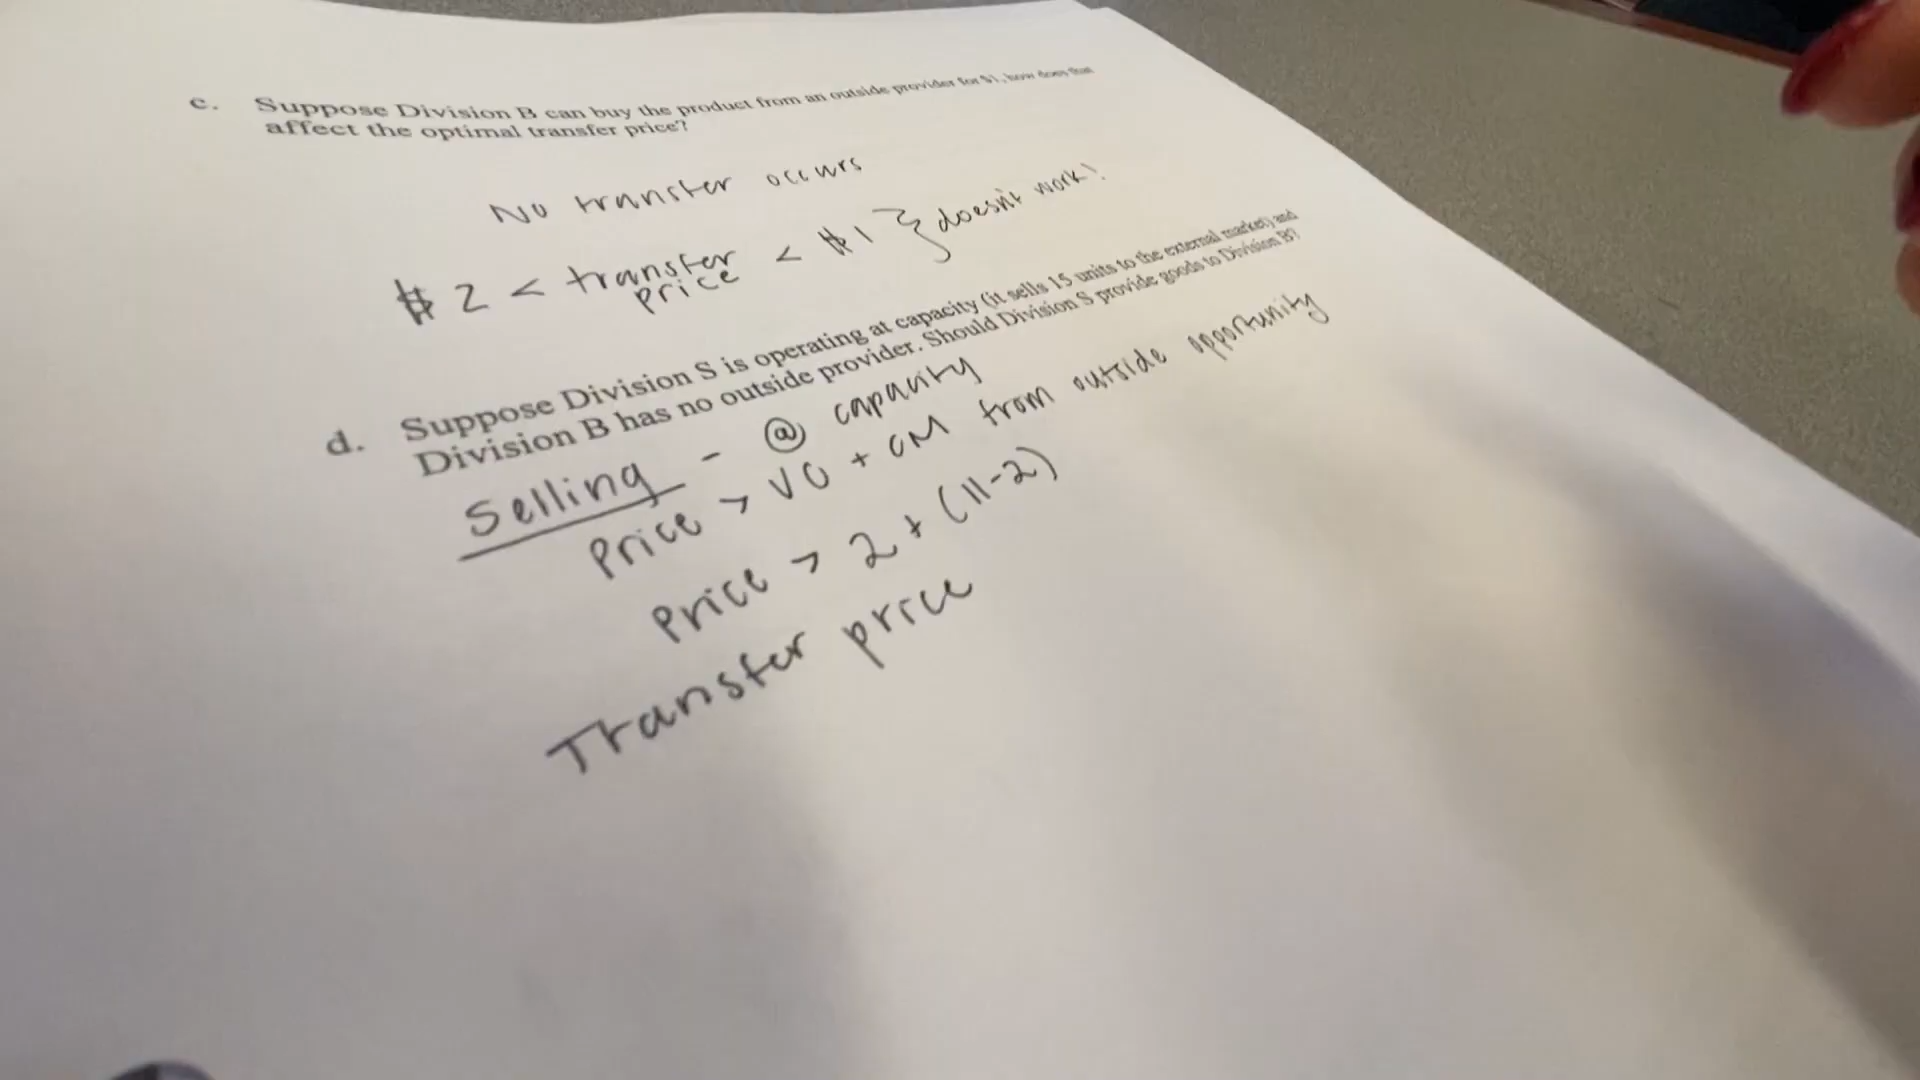 c. Suppose Division B can buy the product from an outside provider for $1, how does that
affect the optimal transfer price?
No transfer occurs
$2 < transfer price < $1 } doesn't work!
d. Suppose Division S is operating at capacity (it sells 15 units to the external market) and
Division B has no outside provider. Should Division S provide goods to Division B?
Selling - @ capacity
Price > VC + CM from outside opportunity
Price > 2 + (11-2)
Transfer price